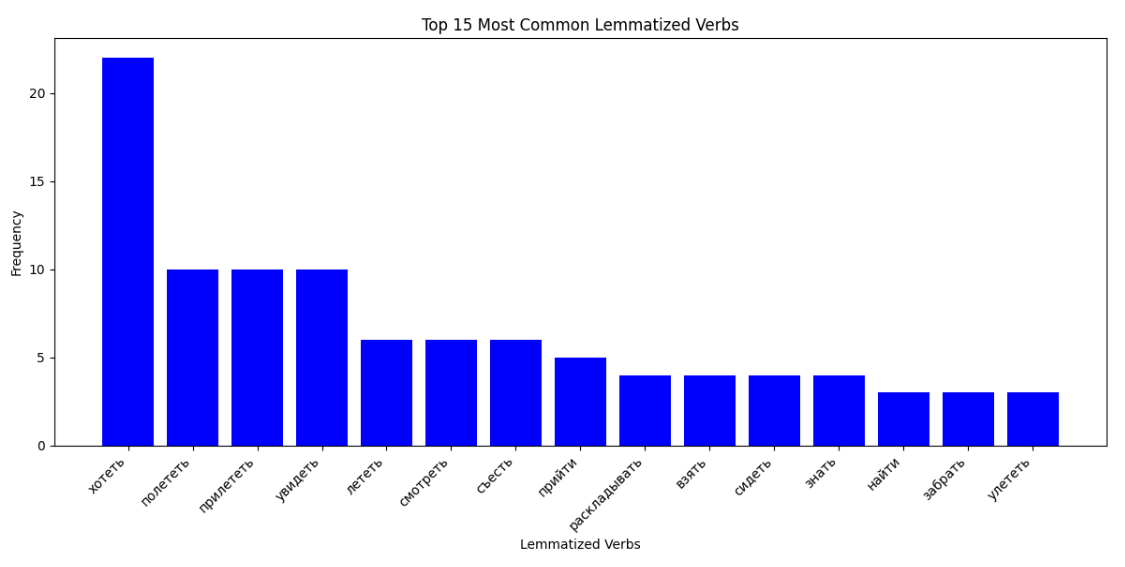 Top 15 Most Common Lemmatized Verbs
Frequency
20
15
10
5
0
хотеть
полететь
прилететь
увидеть
лететь
смотреть
съесть
прийти
раскладывать
взять
сидеть
знать
найти
забрать
улететь
Lemmatized Verbs